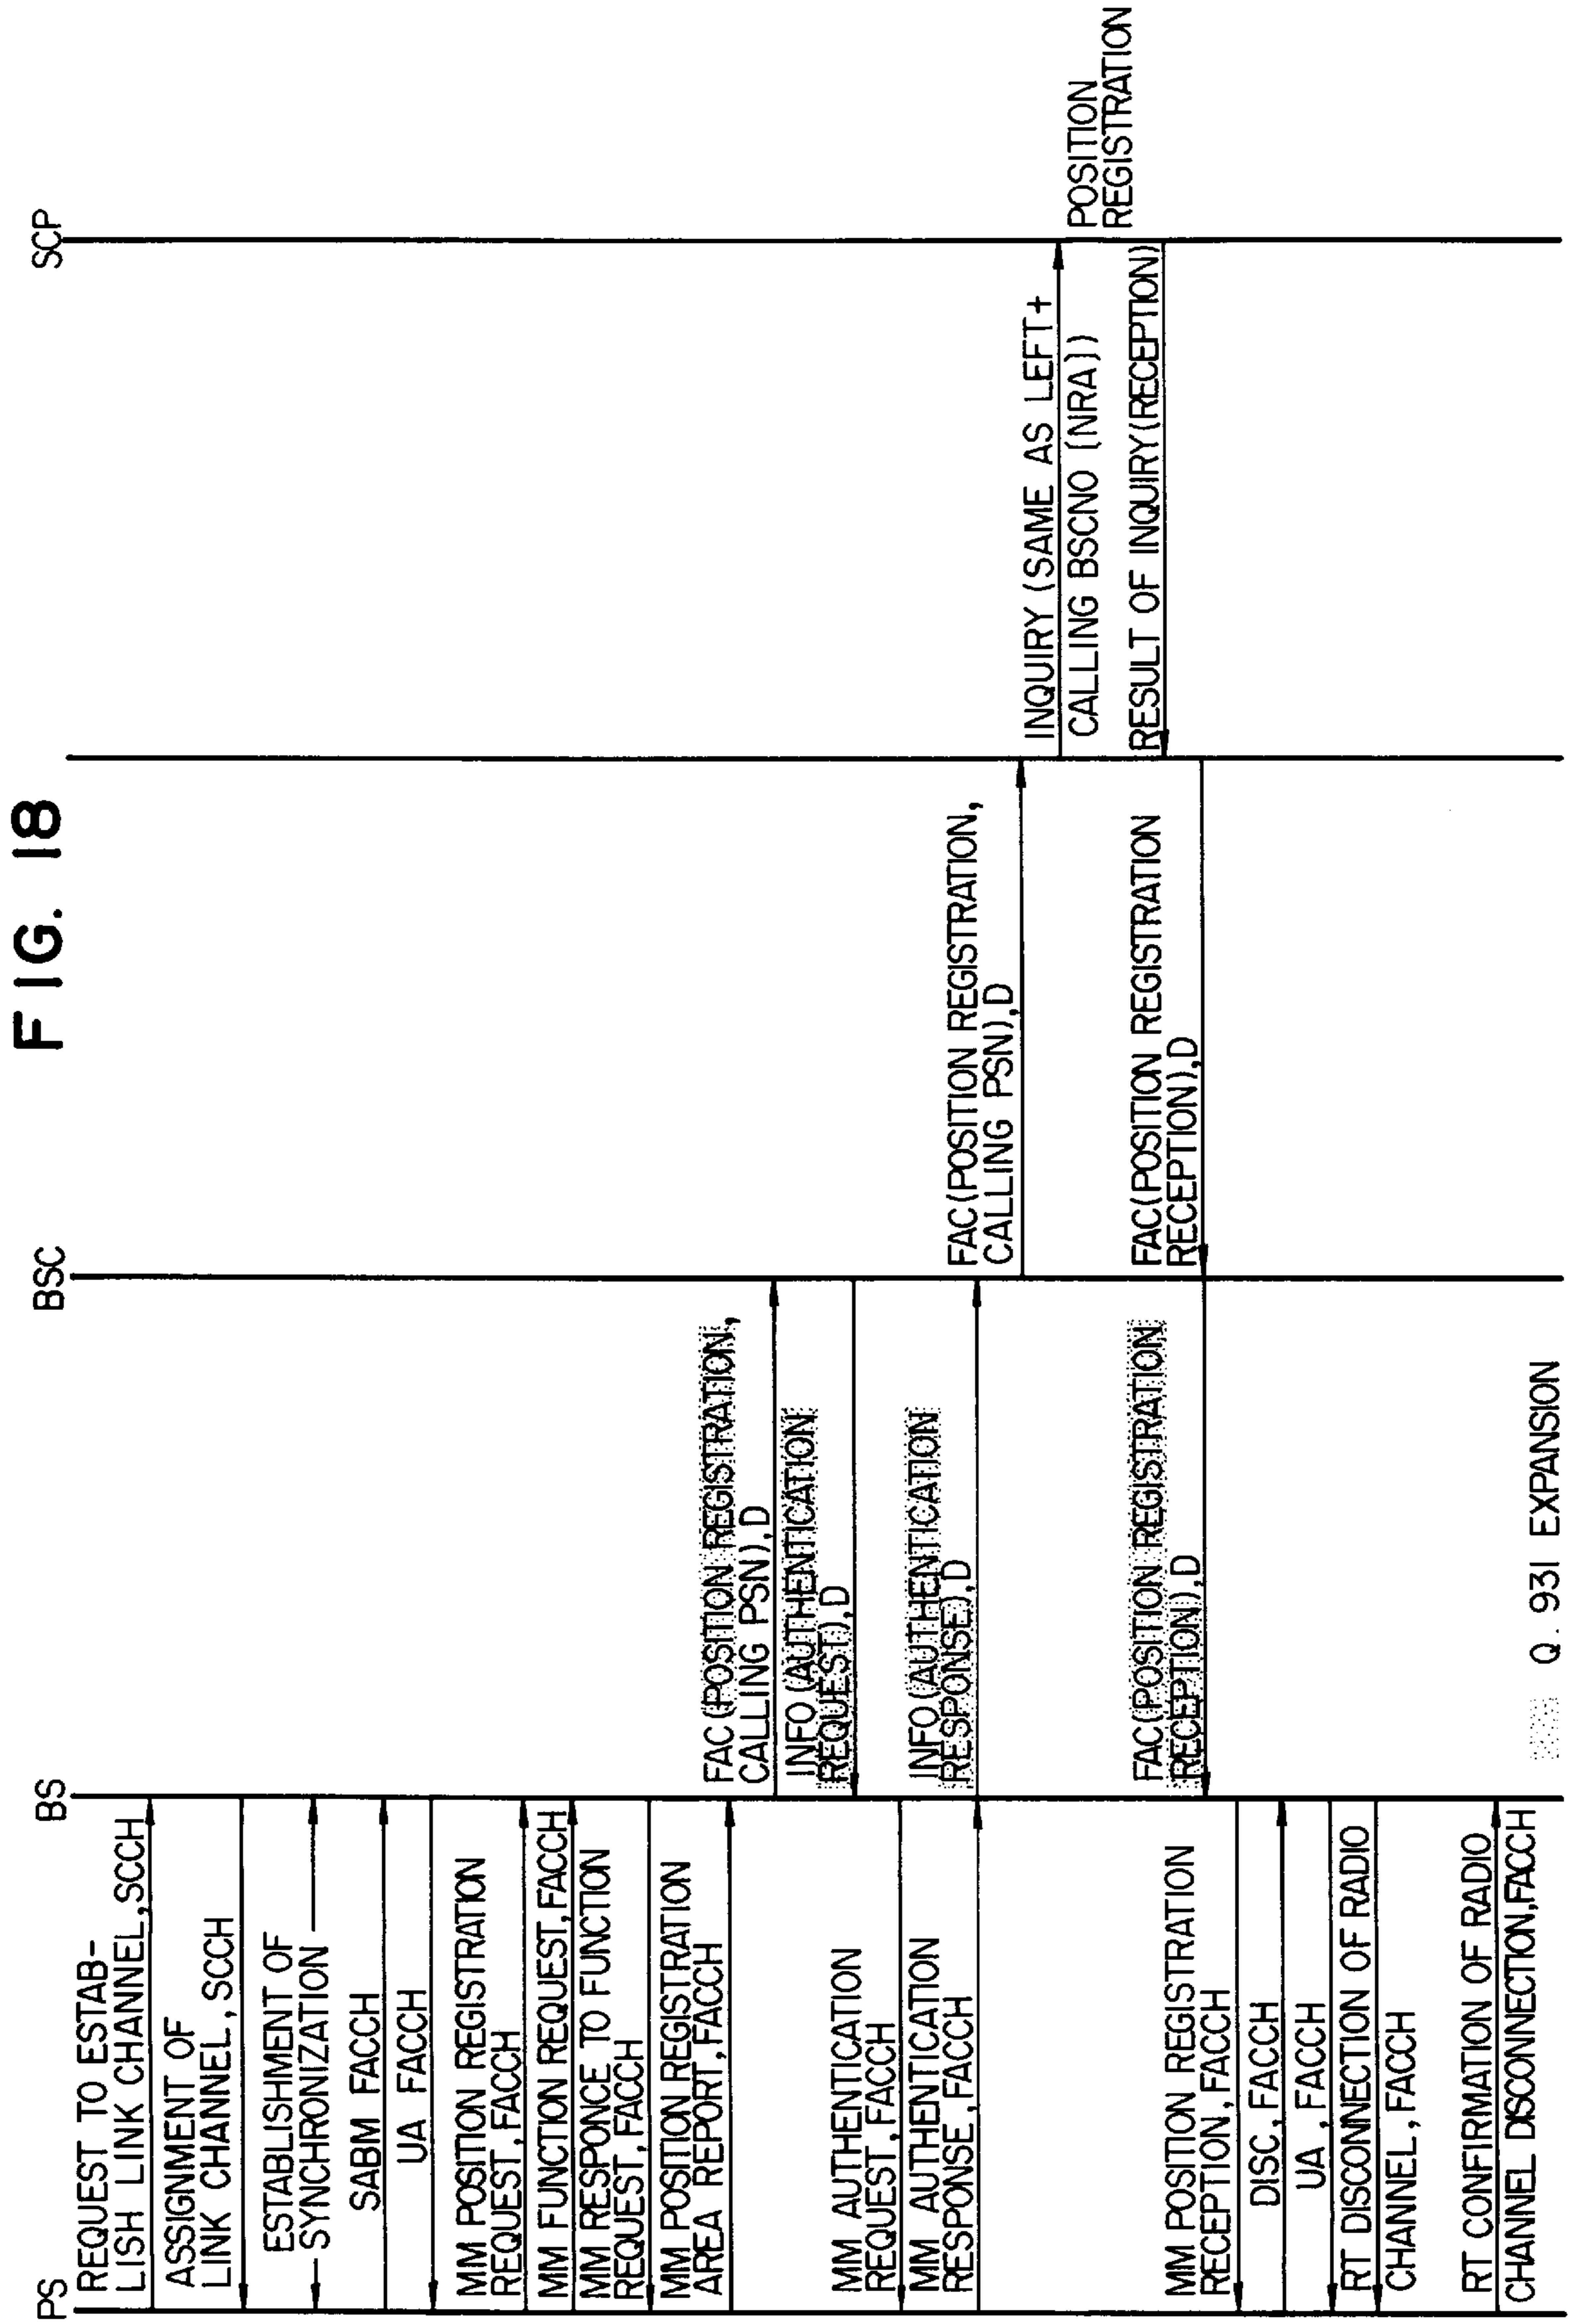 FIG. 18
PS
BS
BSC
SCP
REQUEST TO ESTAB-
LISH LINK CHANNEL,SCCH
ASSIGNMENT OF
LINK CHANNEL,SCCH
ESTABLISHMENT OF
SYNCHRONIZATION
SABM FACCH
UA FACCH
MM POSITION REGISTRATION
REQUEST,FACCH
MM FUNCTION REQUEST,FACCH
MM RESPONCE TO FUNCTION
REQUEST,FACCH
MM POSITION REGISTRATION
AREA REPORT,FACCH
FAC(POSITION REGISTRATION,
CALLING PSN),D
INFO(AUTHENTICATION
REQUEST),D
MM AUTHENTICATION
REQUEST,FACCH
MM AUTHENTICATION
RESPONSE,FACCH
INFO(AUTHENTICATION
RESPONSE),D
FAC(POSITION REGISTRATION,
CALLING PSN),D
INQUIRY (SAME AS LEFT+
CALLING BSCNO (NRA))
POSITION
REGISTRATION
RESULT OF INQUIRY(RECEPTION)
FAC(POSITION REGISTRATION
RECEPTION),D
FAC(POSITION REGISTRATION
RECEPTION),D
MM POSITION REGISTRATION
RECEPTION,FACCH
DISC,FACCH
UA ,FACCH
RT DISCONNECTION OF RADIO
CHANNEL,FACCH
RT CONFIRMATION OF RADIO
CHANNEL DISCONNECTION,FACCH
Q. 931 EXPANSION